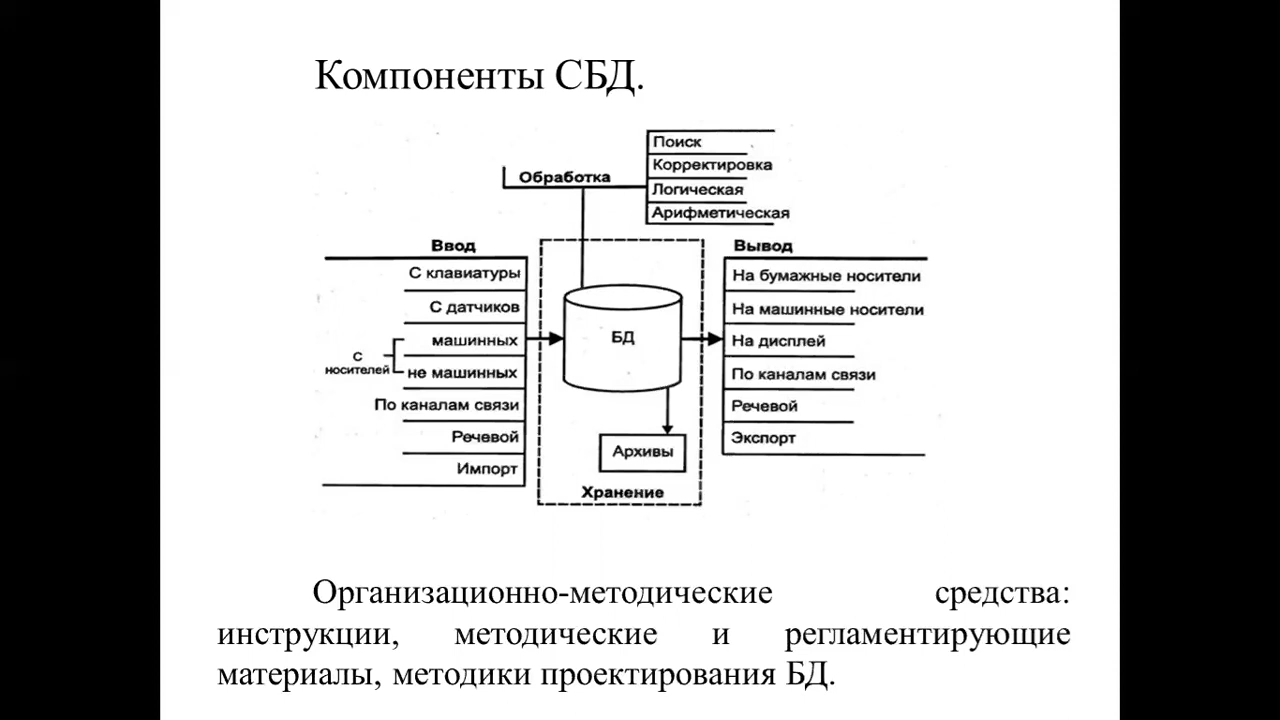 Компоненты СБД.
Поиск
Корректировка
Обработка
Логическая
Арифметическая
Ввод
С клавиатуры
С датчиков
С носителей
машинных
не машинных
По каналам связи
Речевой
Импорт
БД
Архивы
Хранение
Вывод
На бумажные носители
На машинные носители
На дисплей
По каналам связи
Речевой
Экспорт
Организационно-методические средства:
инструкции, методические и регламентирующие
материалы, методики проектирования БД.